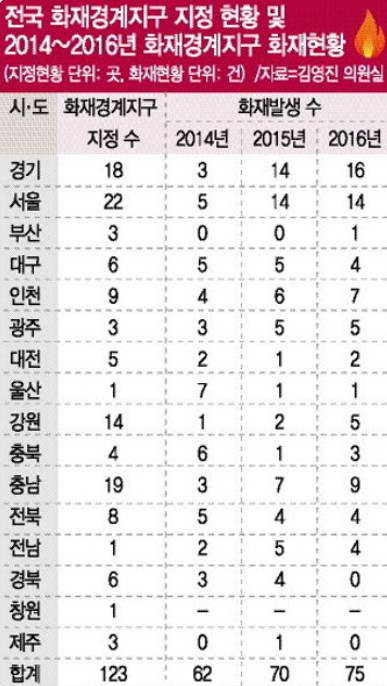 전국 화재경계지구 지정 현황 및
2014~2016년 화재경계지구 화재현황
(지정현황 단위: 곳, 화재현황 단위: 건) /자료=김영진 의원실
시·도 화재경계지구 지정 수 화재발생 수
2014년 2015년 2016년
경기 18 3 14 16
서울 22 5 14 14
부산 3 0 0 1
대구 6 5 5 4
인천 9 4 6 7
광주 3 3 5 5
대전 5 2 1 2
울산 1 7 1 1
강원 14 1 2 5
충북 4 6 1 3
충남 19 3 7 9
전북 8 5 4 4
전남 1 2 5 4
경북 6 3 4 0
창원 1 – – –
제주 3 0 1 0
합계 123 62 70 75